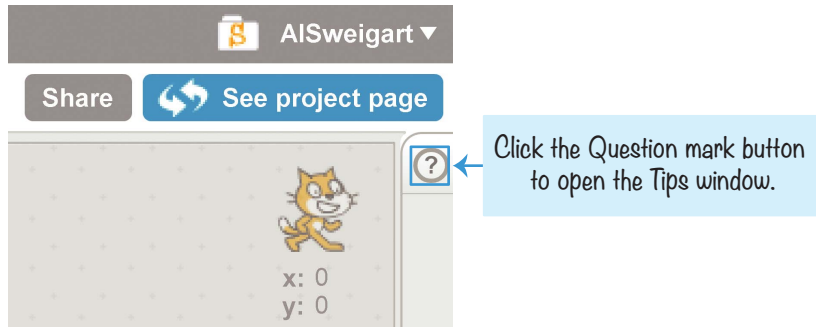 AlSweigart ▼
Share
See project page
?
Click the Question mark button
to open the Tips window.
x: 0
y: 0